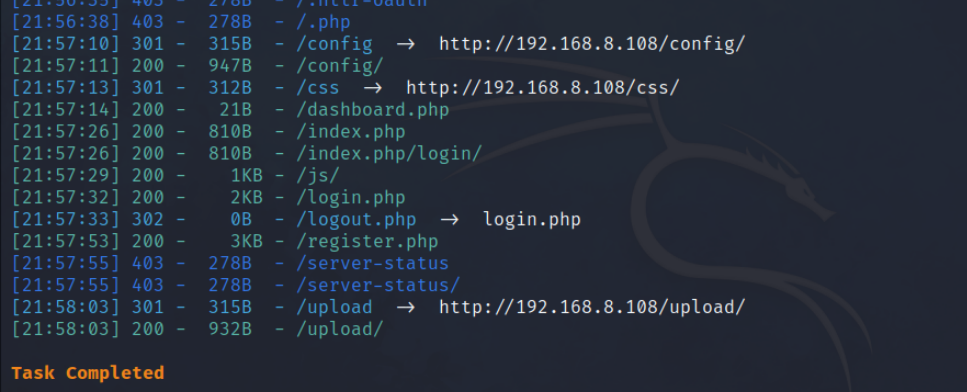 [21:56:35] 403 - 278B - /.httr-oauth
[21:56:38] 403 - 278B - /.php
[21:57:10] 301 - 315B - /config → http://192.168.8.108/config/
[21:57:11] 200 - 947B - /config/
[21:57:13] 301 - 312B - /css → http://192.168.8.108/css/
[21:57:14] 200 - 21B - /dashboard.php
[21:57:26] 200 - 810B - /index.php
[21:57:26] 200 - 810B - /index.php/login/
[21:57:29] 200 - 1KB - /js/
[21:57:32] 200 - 2KB - /login.php
[21:57:33] 302 - 0B - /logout.php → login.php
[21:57:53] 200 - 3KB - /register.php
[21:57:55] 403 - 278B - /server-status
[21:57:55] 403 - 278B - /server-status/
[21:58:03] 301 - 315B - /upload → http://192.168.8.108/upload/
[21:58:03] 200 - 932B - /upload/
Task Completed